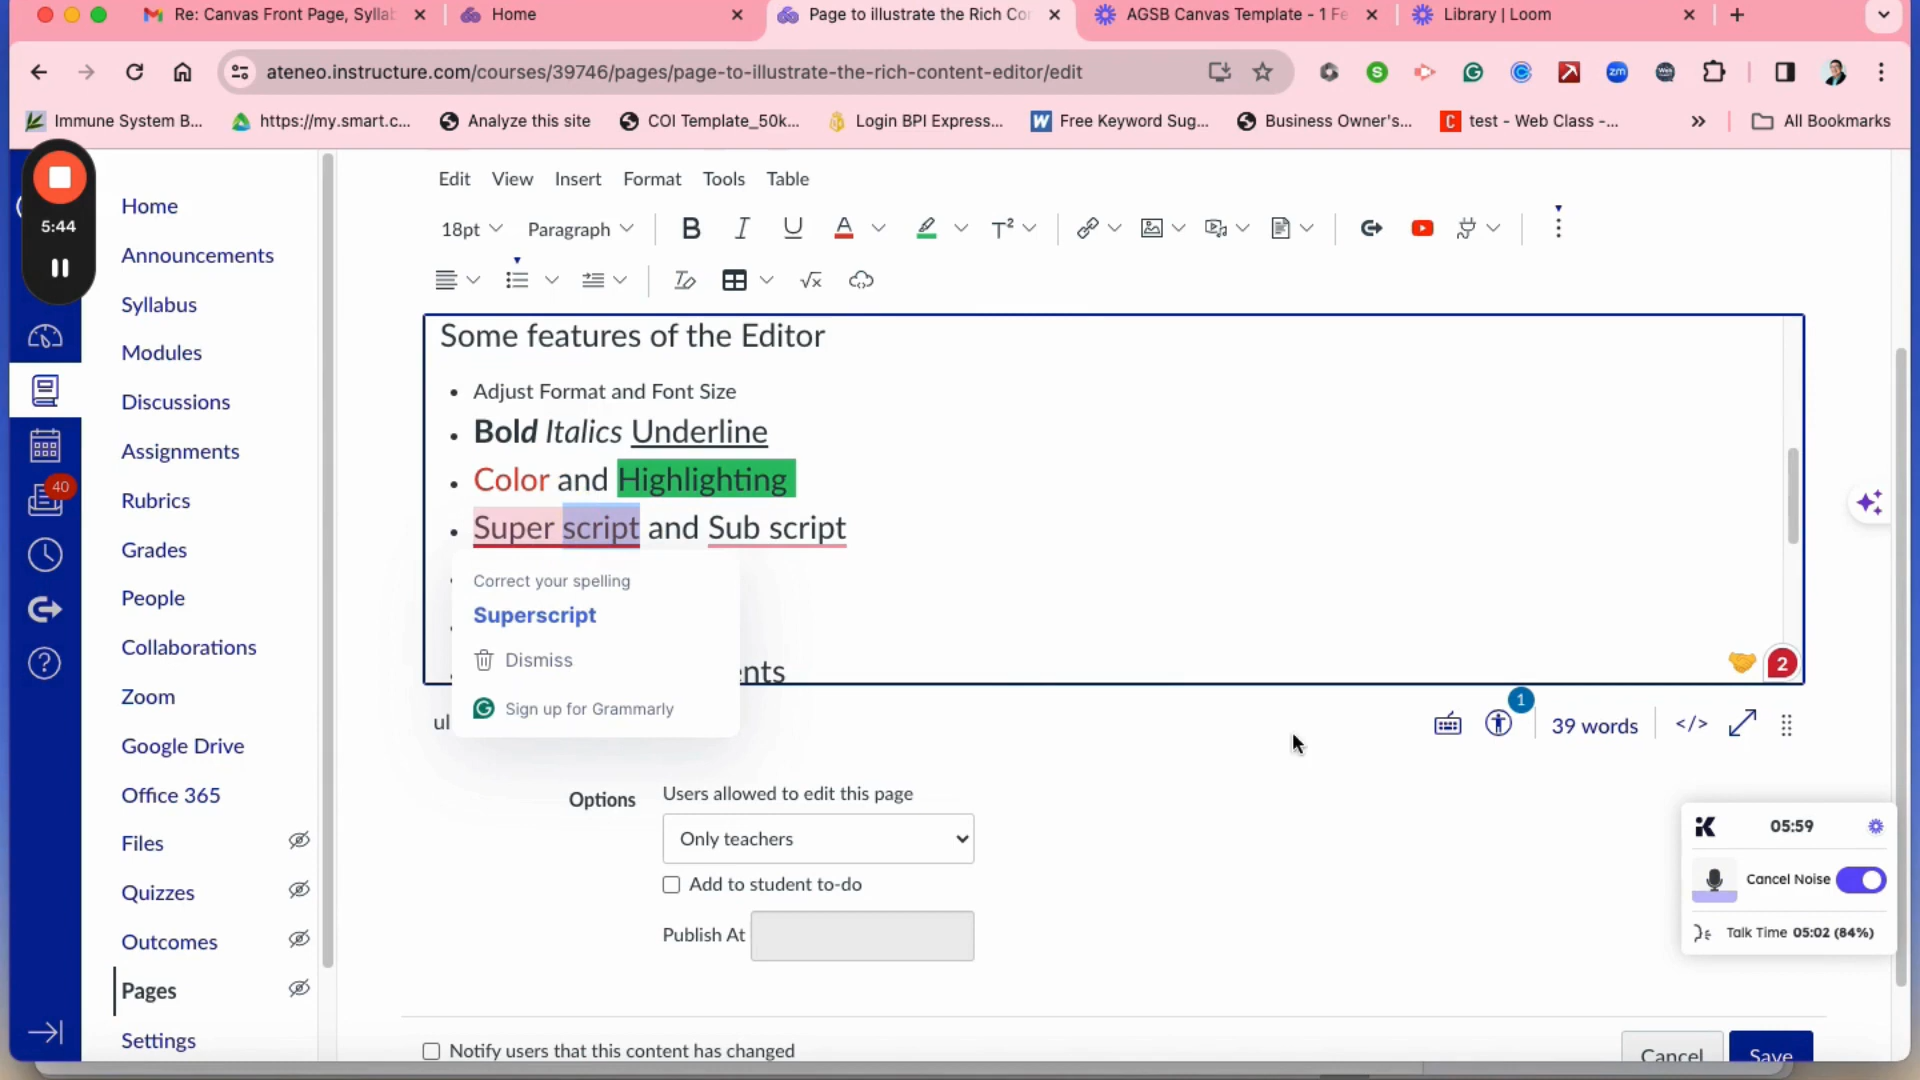 Re: Canvas Front Page, Syllab
Home
Page to illustrate the Rich Co
AGSB Canvas Template - 1 Fe
Library | Loom
ateneo.instructure.com/courses/39746/pages/page-to-illustrate-the-rich-content-editor/edit
Immune System B...
https://my.smart.c...
Analyze this site
COI Template_50k...
Login BPI Express...
Free Keyword Sug...
Business Owner's...
test - Web Class -...
All Bookmarks
5:44
Home
Announcements
Syllabus
Modules
Discussions
Assignments
Rubrics
Grades
People
Collaborations
Zoom
Google Drive
Office 365
Files
Quizzes
Outcomes
Pages
Settings
40
Edit View Insert Format Tools Table
18pt Paragraph
Some features of the Editor
Adjust Format and Font Size
Bold Italics Underline
Color and Highlighting
Super script and Sub script
Correct your spelling
Superscript
Dismiss
Sign up for Grammarly
ents
2
ul
1
39 words
</>
Options
Users allowed to edit this page
Only teachers
Add to student to-do
Publish At
Notify users that this content has changed
Cancel
Save
05:59
Cancel Noise
Talk Time 05:02 (84%)